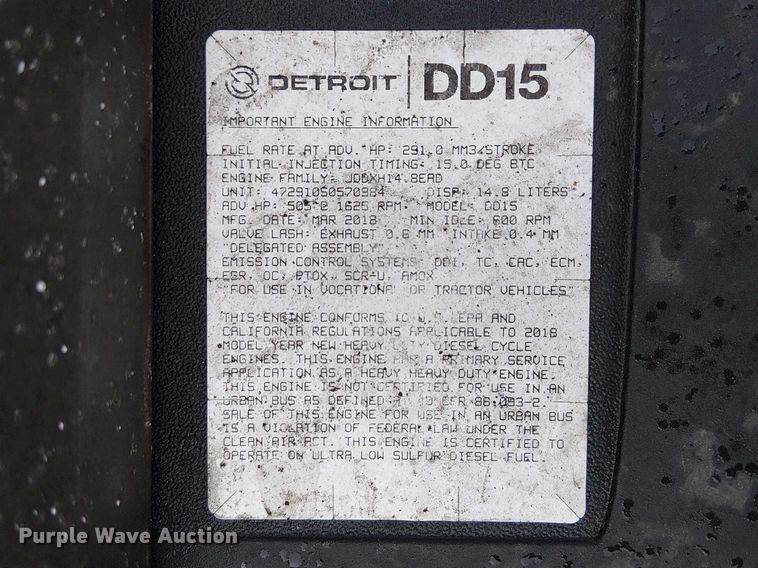 DETROIT DD15
IMPORTANT ENGINE INFORMATION
FUEL RATE AT ADV. HP: 291.0 MM3/STROKE
INITIAL INJECTION TIMING: 15.0 DEG BTC
ENGINE FAMILY: JDDXH14.8EAD
UNIT: 472910S0570984 DISP: 14.8 LITERS
ADV HP: 505@ 1625 RPM MODEL: DD15
MFG. DATE: MAR 2018 MIN IDLE: 600 RPM
VALVE LASH: EXHAUST 0.6 MM INTAKE 0.4 MM
"DELEGATED ASSEMBLY"
EMISSION CONTROL SYSTEMS: DDI, TC, CAC, ECM,
EGR, OC, PTOX, SCR-U, AMOX
"FOR USE IN VOCATIONAL OR TRACTOR VEHICLES"
THIS ENGINE CONFORMS TO U.S. EPA AND
CALIFORNIA REGULATIONS APPLICABLE TO 2018
MODEL YEAR NEW HEAVY DUTY DIESEL CYCLE
ENGINES. THIS ENGINE HAS A PRIMARY SERVICE
APPLICATION AS A HEAVY HEAVY DUTY ENGINE.
THIS ENGINE IS NOT CERTIFIED FOR USE IN AN
URBAN BUS AS DEFINED AT 40 CFR 86.093-2.
SALE OF THIS ENGINE FOR USE IN AN URBAN BUS
IS A VIOLATION OF FEDERAL LAW UNDER THE
CLEAN AIR ACT. THIS ENGINE IS CERTIFIED TO
OPERATE ON ULTRA LOW SULFUR DIESEL FUEL.
Purple Wave Auction